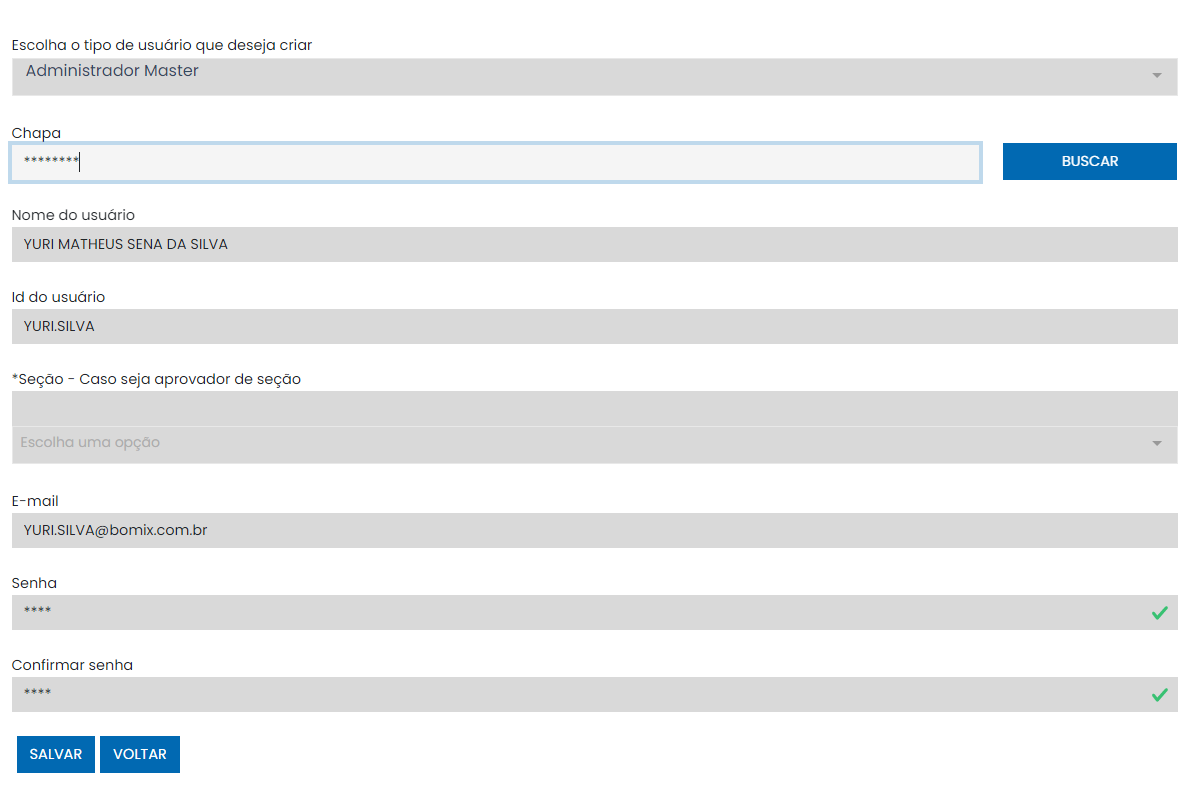 Escolha o tipo de usuário que deseja criar
Administrador Master
Chapa
********
BUSCAR
Nome do usuário
YURI MATHEUS SENA DA SILVA
Id do usuário
YURI.SILVA
*Seção - Caso seja aprovador de seção
Escolha uma opção
E-mail
YURI.SILVA@bomix.com.br
Senha
****
Confirmar senha
****
SALVAR VOLTAR